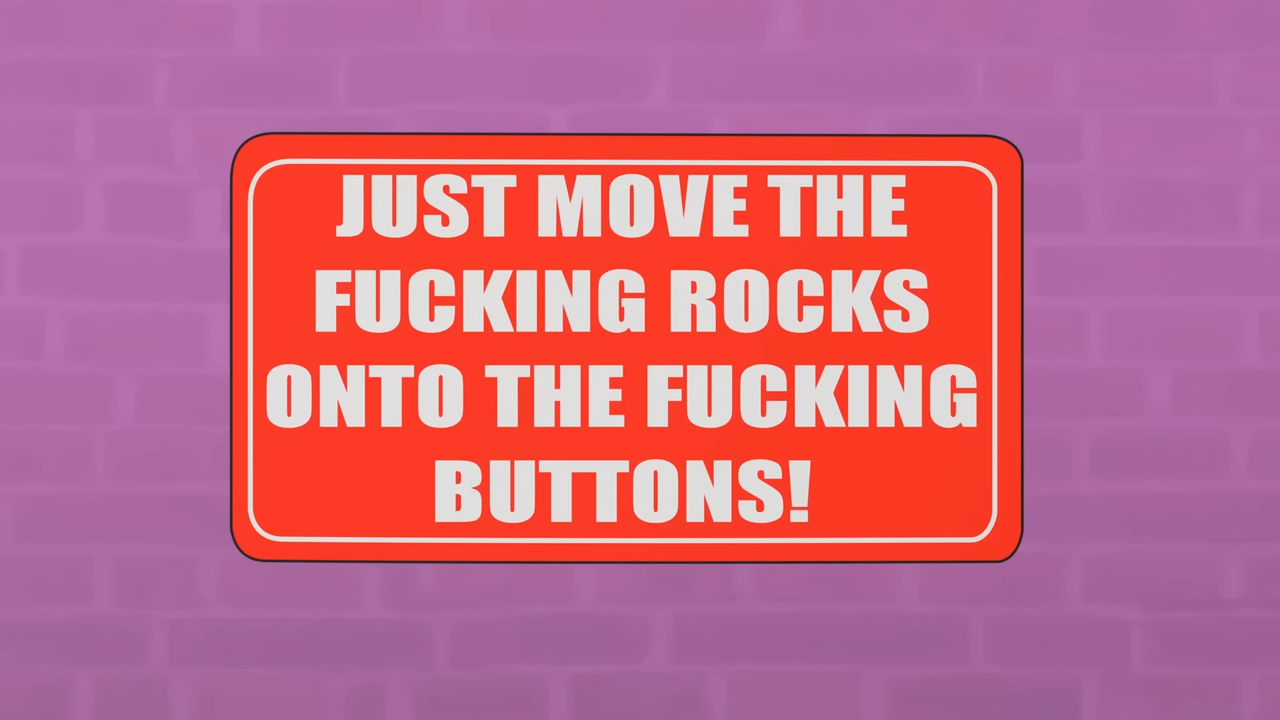 JUST MOVE THE
FUCKING ROCKS
ONTO THE FUCKING
BUTTONS!